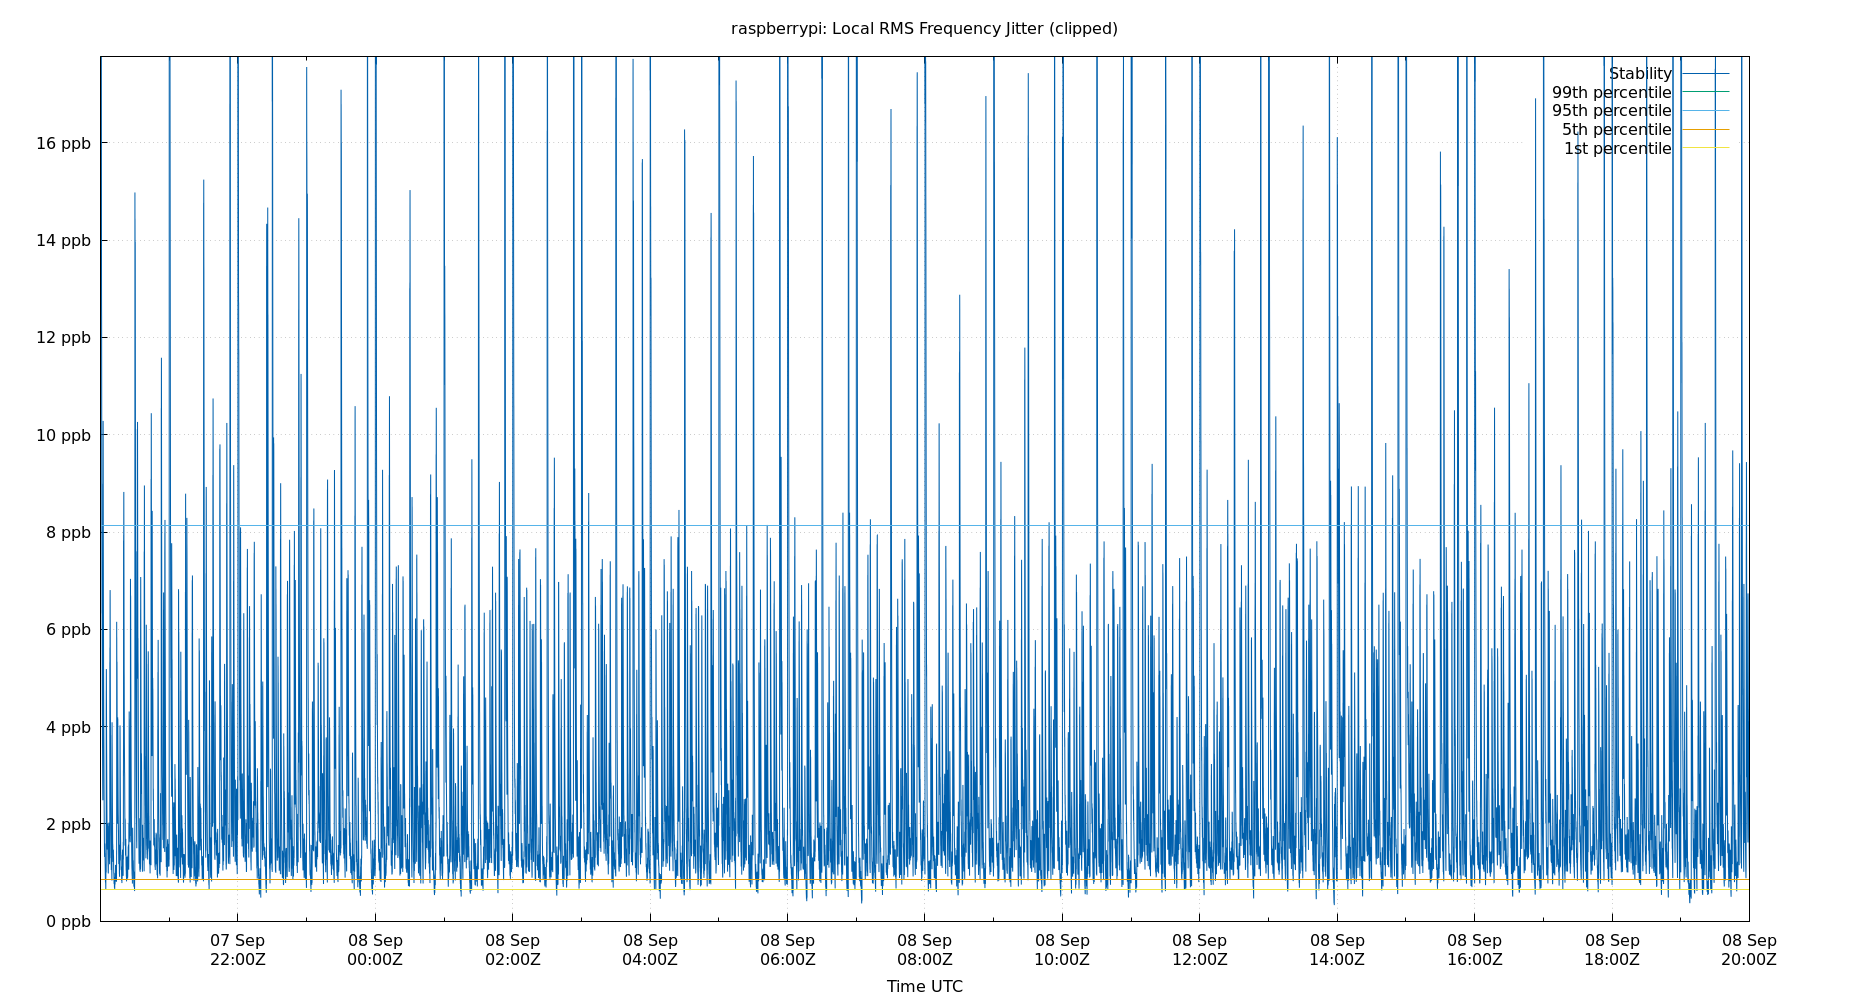 raspberrypi: Local RMS Frequency Jitter (clipped)
Stability
99th percentile
95th percentile
5th percentile
1st percentile
16 ppb
14 ppb
12 ppb
10 ppb
8 ppb
6 ppb
4 ppb
2 ppb
0 ppb
07 Sep 08 Sep 08 Sep 08 Sep 08 Sep 08 Sep 08 Sep 08 Sep 08 Sep 08 Sep 08 Sep 08 Sep
22:00Z 00:00Z 02:00Z 04:00Z 06:00Z 08:00Z 10:00Z 12:00Z 14:00Z 16:00Z 18:00Z 20:00Z
Time UTC